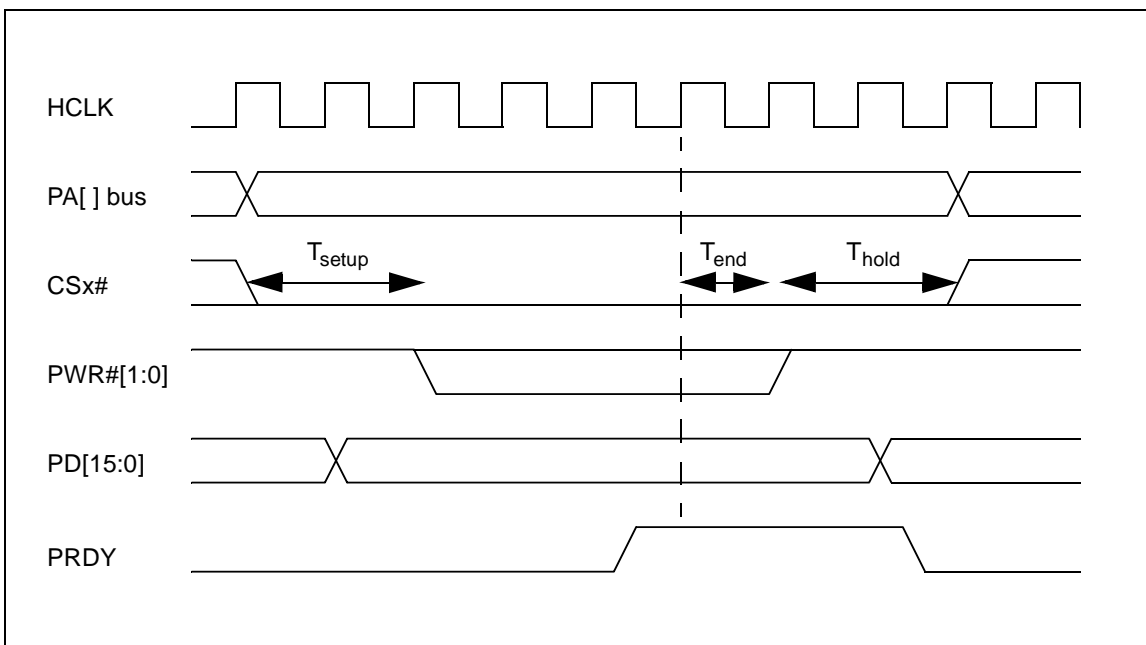 HCLK
PA[ ] bus
CSx#
Tsetup
Tend
Thold
PWR#[1:0]
PD[15:0]
PRDY